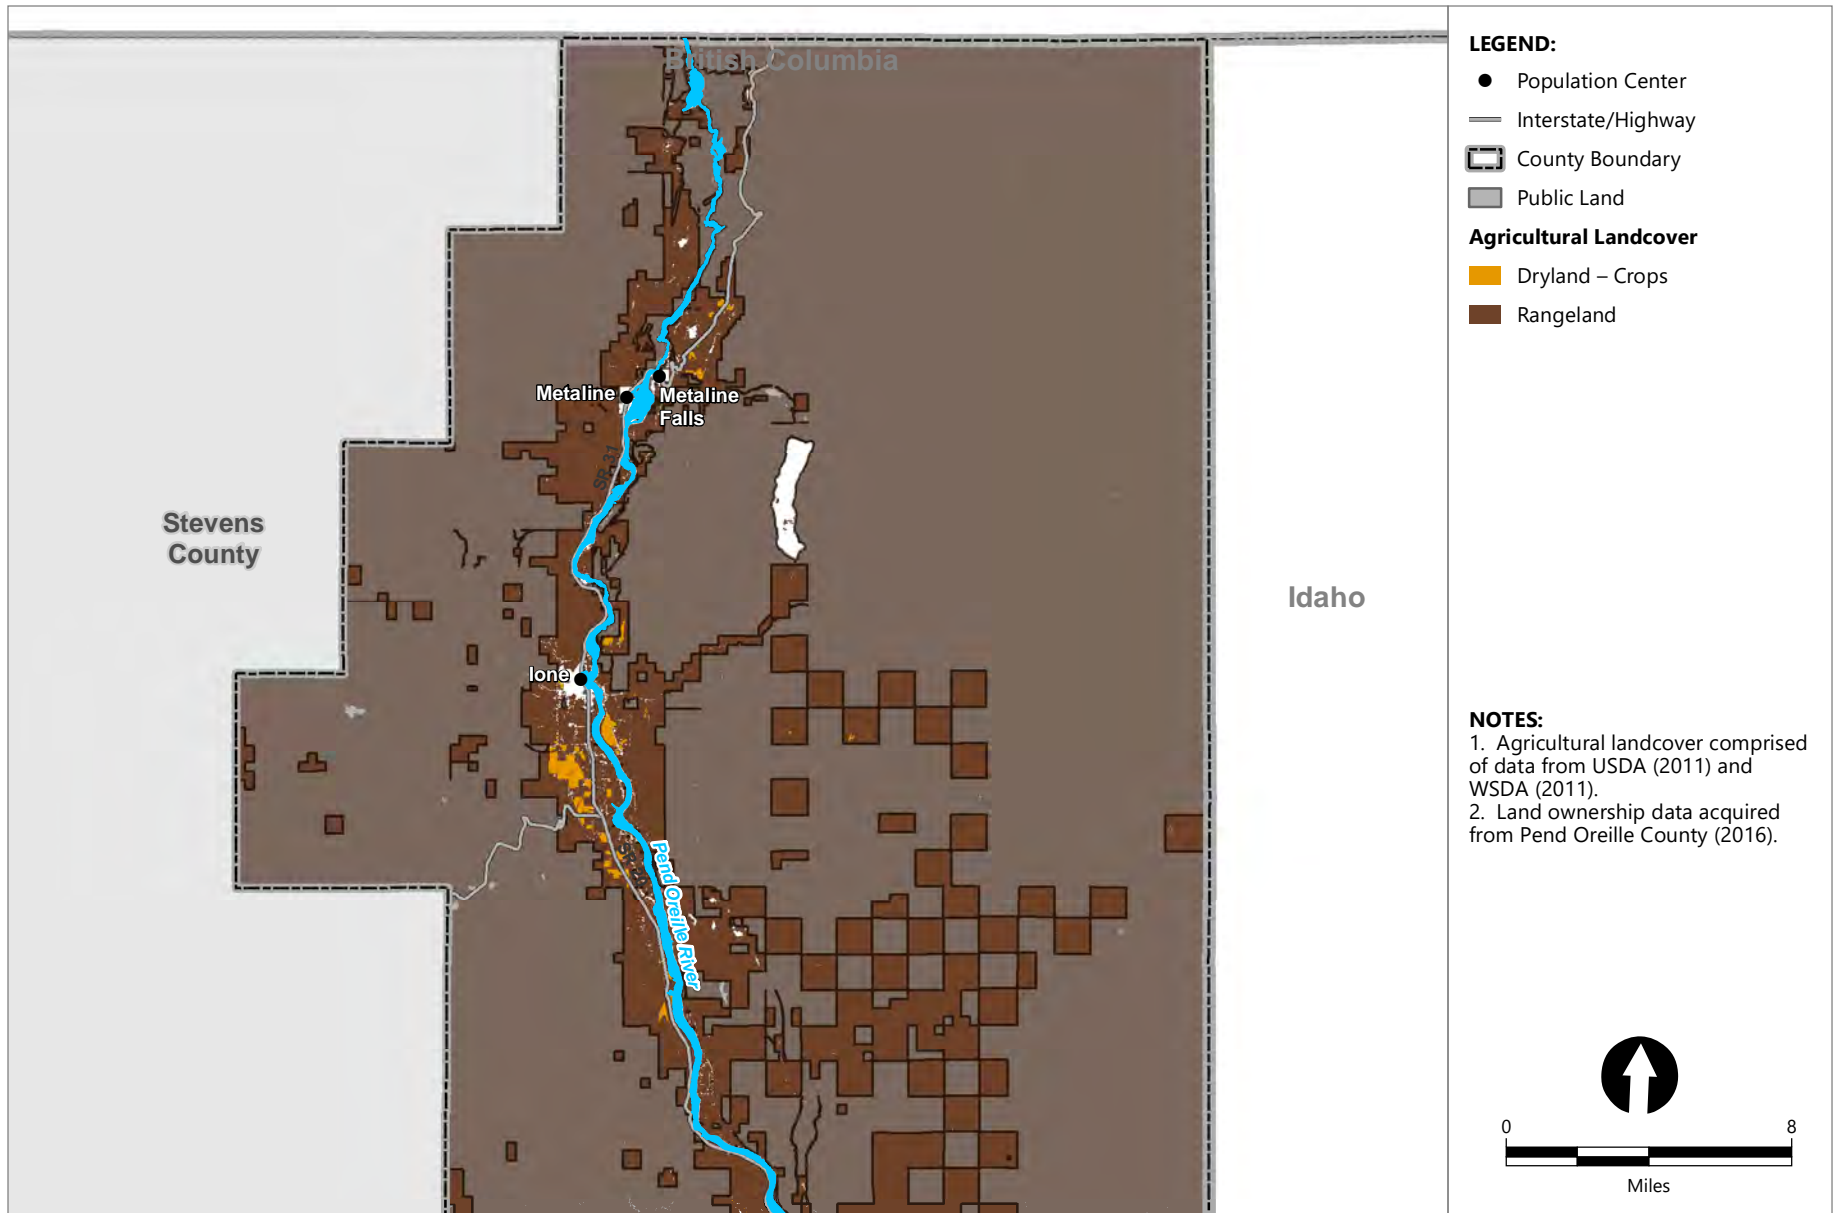 British Columbia
Metaline
Metaline
Falls
SR 31
Stevens
County
Idaho
Ione
Pend Oreille River
LEGEND:
Population Center
Interstate/Highway
County Boundary
Public Land
Agricultural Landcover
Dryland – Crops
Rangeland
NOTES:
1. Agricultural landcover comprised
of data from USDA (2011) and
WSDA (2011).
2. Land ownership data acquired
from Pend Oreille County (2016).
0 8
Miles